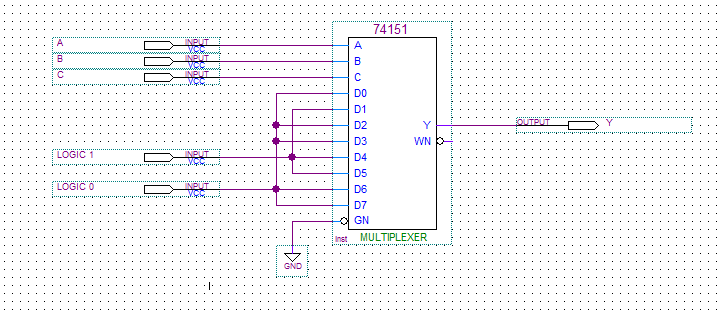 74151
A INPUT VCC A
B INPUT VCC B
C INPUT VCC C
D0
D1
D2 Y OUTPUT Y
D3 WN
LOGIC 1 INPUT VCC D4
D5
LOGIC 0 INPUT VCC D6
D7
GN
inst MULTIPLEXER
GND